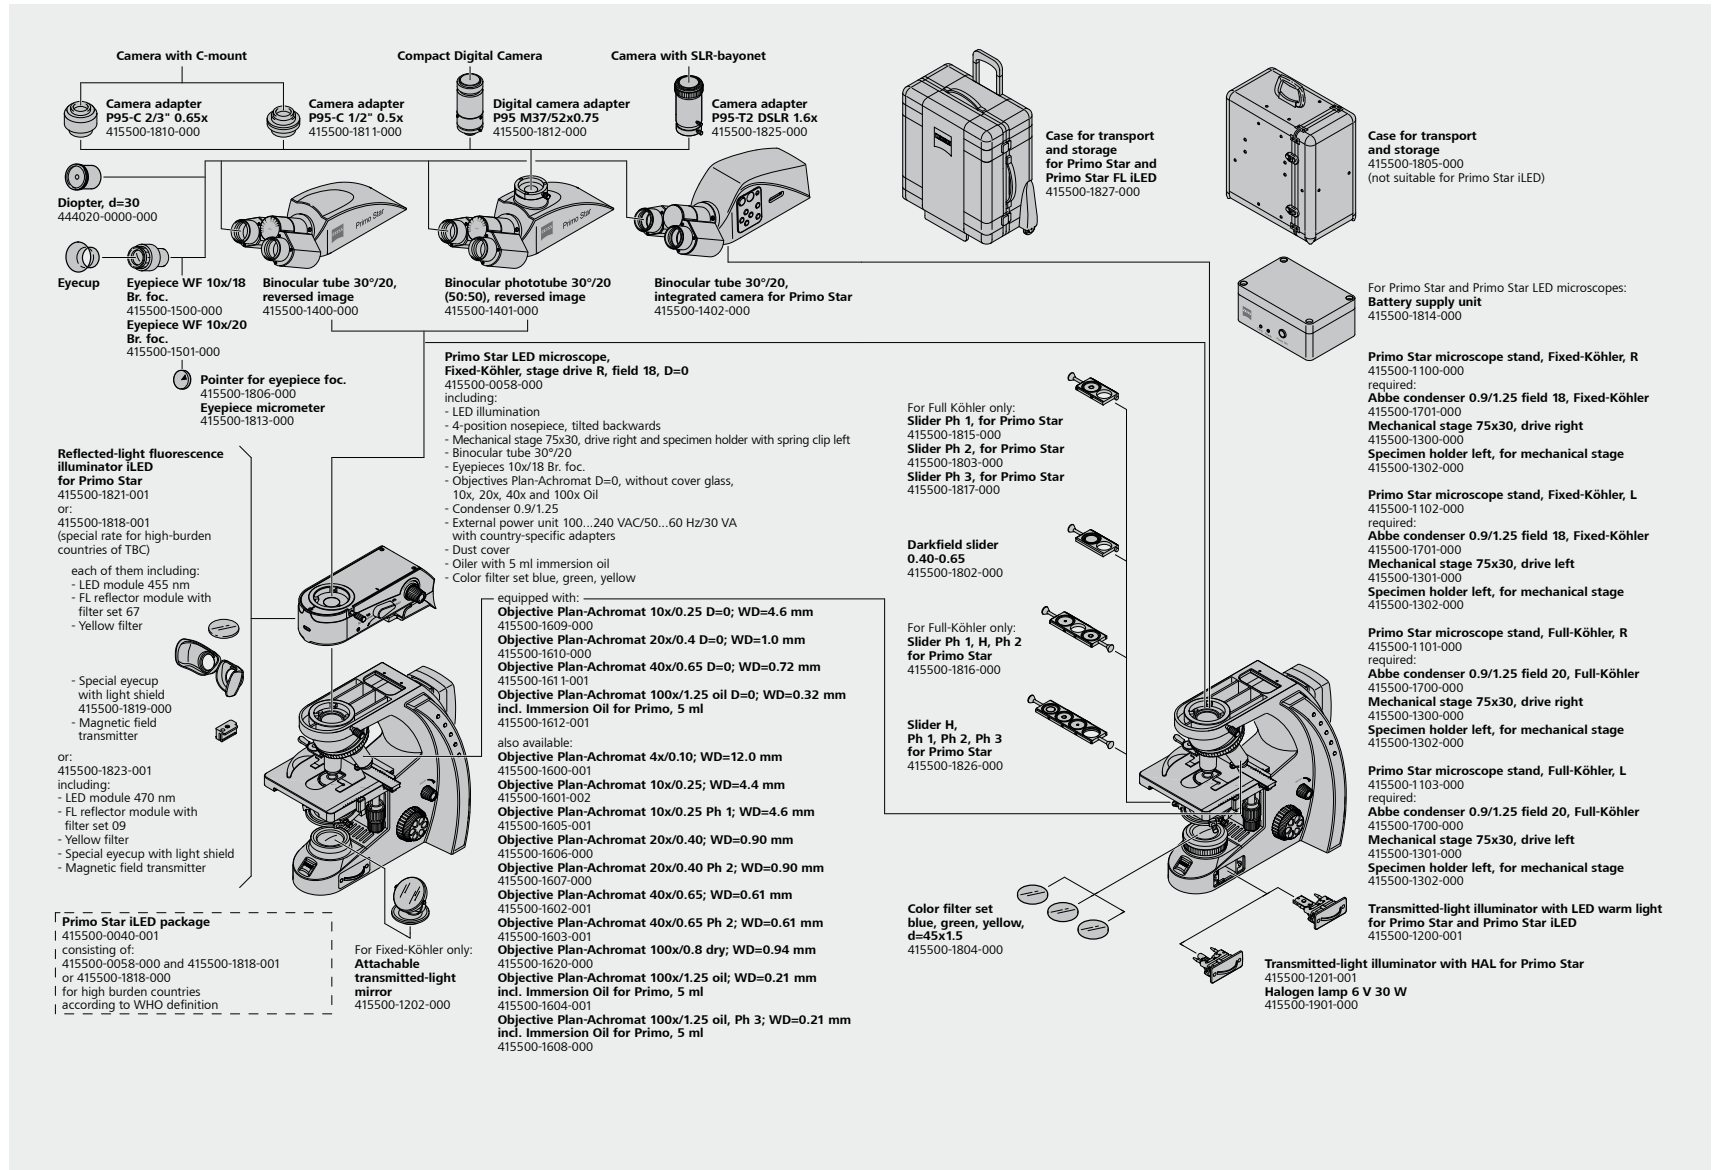 Camera with C-mount
Compact Digital Camera
Camera with SLR-bayonet
Camera adapter
P95-C 2/3" 0.65x
415500-1810-000
Camera adapter
P95-C 1/2" 0.5x
415500-1811-000
Digital camera adapter
P95 M37/52x0.75
415500-1812-000
Camera adapter
P95-T2 DSLR 1.6x
415500-1825-000
Diopter, d=30
444020-0000-000
Eyecup
Eyepiece WF 10x/18
Br. foc.
415500-1500-000
Eyepiece WF 10x/20
Br. foc.
415500-1501-000
Pointer for eyepiece foc.
415500-1806-000
Eyepiece micrometer
415500-1813-000
Primo Star
Binocular tube 30°/20,
reversed image
415500-1400-000
Primo Star
Binocular phototube 30°/20
(50:50), reversed image
415500-1401-000
Binocular tube 30°/20,
integrated camera for Primo Star
415500-1402-000
Case for transport
and storage
for Primo Star and
Primo Star FL iLED
415500-1827-000
Case for transport
and storage
415500-1805-000
(not suitable for Primo Star iLED)
For Primo Star and Primo Star LED microscopes:
Battery supply unit
415500-1814-000
Reflected-light fluorescence
illuminator iLED
for Primo Star
415500-1821-001
or:
415500-1818-001
(special rate for high-burden
countries of TBC)
each of them including:
- LED module 455 nm
- FL reflector module with
filter set 67
- Yellow filter
- Special eyecup
with light shield
415500-1819-000
- Magnetic field
transmitter
or:
415500-1823-001
including:
- LED module 470 nm
- FL reflector module with
filter set 09
- Yellow filter
- Special eyecup with light shield
- Magnetic field transmitter
Primo Star iLED package
415500-0040-001
consisting of:
415500-0058-000 and 415500-1818-001
or 415500-1818-000
for high burden countries
according to WHO definition
For Fixed-Köhler only:
Attachable
transmitted-light
mirror
415500-1202-000
Primo Star LED microscope,
Fixed-Köhler, stage drive R, field 18, D=0
415500-0058-000
including:
- LED illumination
- 4-position nosepiece, tilted backwards
- Mechanical stage 75x30, drive right and specimen holder with spring clip left
- Binocular tube 30°/20
- Eyepieces 10x/18 Br. foc.
- Objectives Plan-Achromat D=0, without cover glass,
10x, 20x, 40x and 100x Oil
- Condenser 0.9/1.25
- External power unit 100...240 VAC/50...60 Hz/30 VA
with country-specific adapters
- Dust cover
- Oiler with 5 ml immersion oil
- Color filter set blue, green, yellow
equipped with:
Objective Plan-Achromat 10x/0.25 D=0; WD=4.6 mm
415500-1609-000
Objective Plan-Achromat 20x/0.4 D=0; WD=1.0 mm
415500-1610-000
Objective Plan-Achromat 40x/0.65 D=0; WD=0.72 mm
415500-1611-001
Objective Plan-Achromat 100x/1.25 oil D=0; WD=0.32 mm
incl. Immersion Oil for Primo, 5 ml
415500-1612-001
also available:
Objective Plan-Achromat 4x/0.10; WD=12.0 mm
415500-1600-001
Objective Plan-Achromat 10x/0.25; WD=4.4 mm
415500-1601-002
Objective Plan-Achromat 10x/0.25 Ph 1; WD=4.6 mm
415500-1605-001
Objective Plan-Achromat 20x/0.40; WD=0.90 mm
415500-1606-000
Objective Plan-Achromat 20x/0.40 Ph 2; WD=0.90 mm
415500-1607-000
Objective Plan-Achromat 40x/0.65; WD=0.61 mm
415500-1602-001
Objective Plan-Achromat 40x/0.65 Ph 2; WD=0.61 mm
415500-1603-001
Objective Plan-Achromat 100x/0.8 dry; WD=0.94 mm
415500-1620-000
Objective Plan-Achromat 100x/1.25 oil; WD=0.21 mm
incl. Immersion Oil for Primo, 5 ml
415500-1604-001
Objective Plan-Achromat 100x/1.25 oil, Ph 3; WD=0.21 mm
incl. Immersion Oil for Primo, 5 ml
415500-1608-000
For Full Köhler only:
Slider Ph 1, for Primo Star
415500-1815-000
Slider Ph 2, for Primo Star
415500-1803-000
Slider Ph 3, for Primo Star
415500-1817-000
Darkfield slider
0.40-0.65
415500-1802-000
For Full-Köhler only:
Slider Ph 1, H, Ph 2
for Primo Star
415500-1816-000
Slider H,
Ph 1, Ph 2, Ph 3
for Primo Star
415500-1826-000
Color filter set
blue, green, yellow,
d=45x1.5
415500-1804-000
Primo Star microscope stand, Fixed-Köhler, R
415500-1100-000
required:
Abbe condenser 0.9/1.25 field 18, Fixed-Köhler
415500-1701-000
Mechanical stage 75x30, drive right
415500-1300-000
Specimen holder left, for mechanical stage
415500-1302-000
Primo Star microscope stand, Fixed-Köhler, L
415500-1102-000
required:
Abbe condenser 0.9/1.25 field 18, Fixed-Köhler
415500-1701-000
Mechanical stage 75x30, drive left
415500-1301-000
Specimen holder left, for mechanical stage
415500-1302-000
Primo Star microscope stand, Full-Köhler, R
415500-1101-000
required:
Abbe condenser 0.9/1.25 field 20, Full-Köhler
415500-1700-000
Mechanical stage 75x30, drive right
415500-1300-000
Specimen holder left, for mechanical stage
415500-1302-000
Primo Star microscope stand, Full-Köhler, L
415500-1103-000
required:
Abbe condenser 0.9/1.25 field 20, Full-Köhler
415500-1700-000
Mechanical stage 75x30, drive left
415500-1301-000
Specimen holder left, for mechanical stage
415500-1302-000
Transmitted-light illuminator with LED warm light
for Primo Star and Primo Star iLED
415500-1200-001
Transmitted-light illuminator with HAL for Primo Star
415500-1201-001
Halogen lamp 6 V 30 W
415500-1901-000